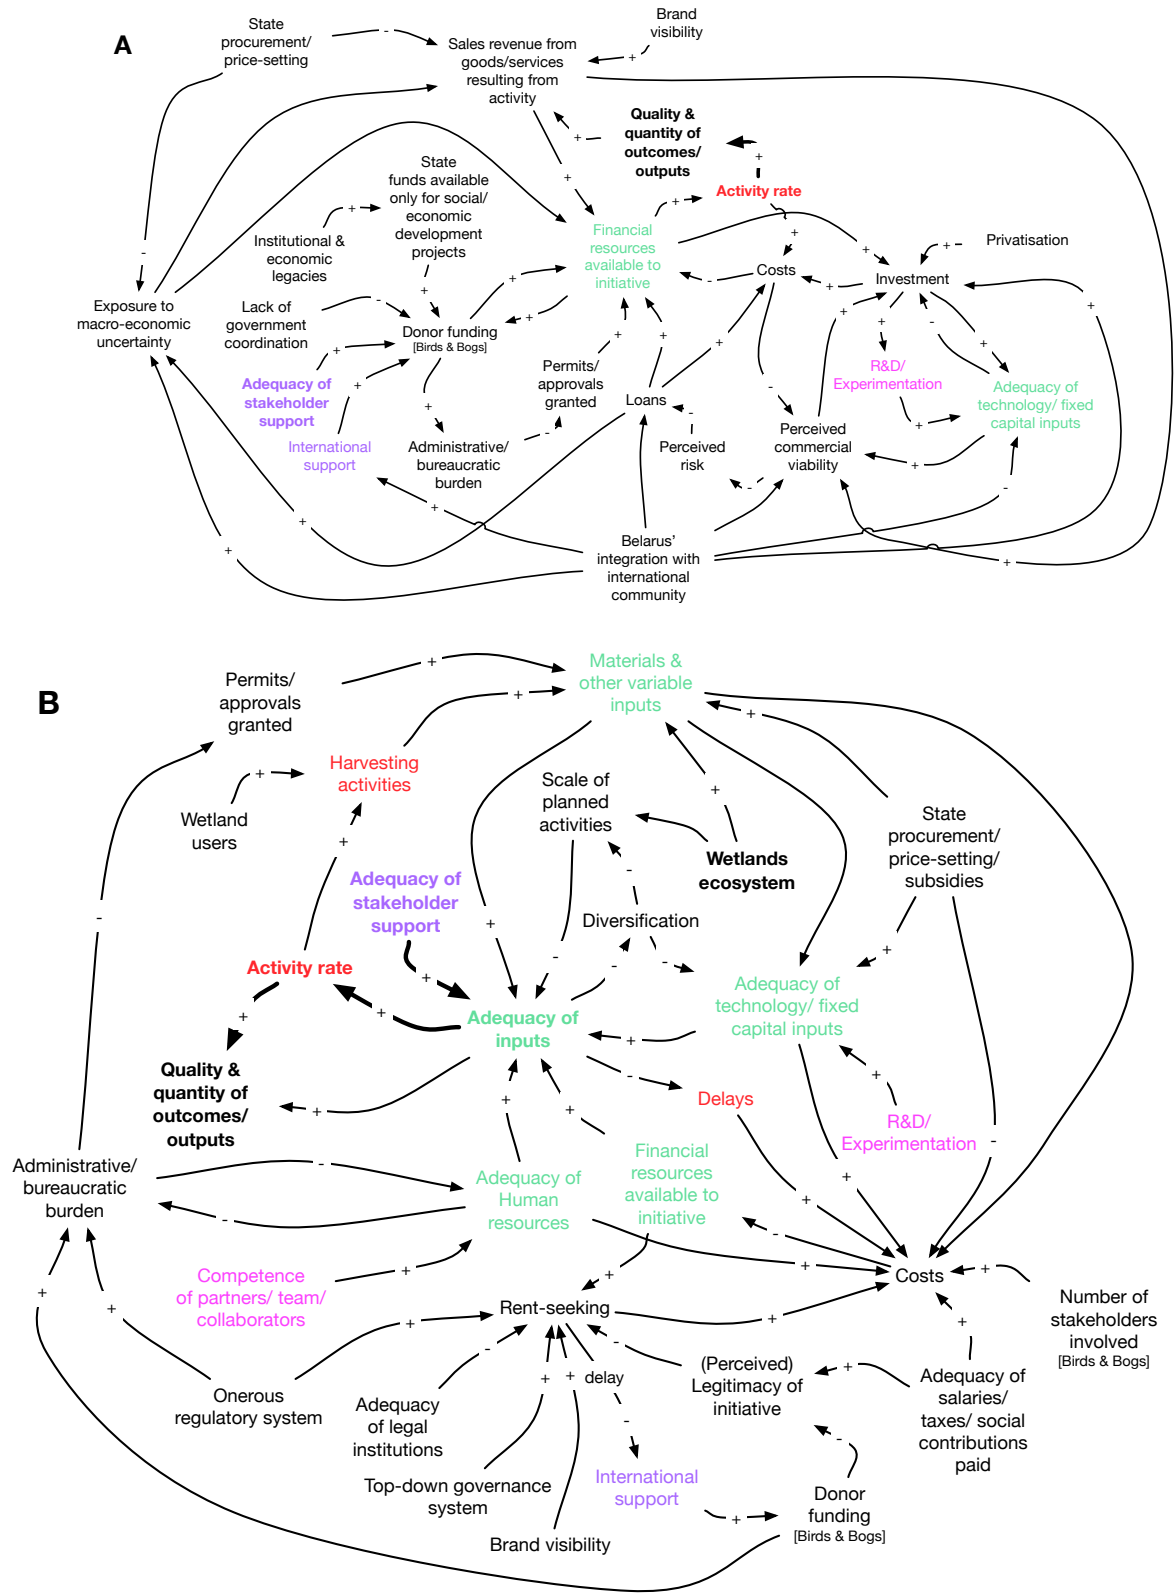 A
State
procurement/
price-setting
Sales revenue from
goods/services
resulting from
activity
Brand
visibility
Quality &
quantity of
outcomes/
outputs
Activity rate
State
funds available
only for social/
economic
development
projects
Institutional &
economic
legacies
Financial
resources
available to
initiative
Costs
Investment
Privatisation
Exposure to
macro-economic
uncertainty
Lack of
government
coordination
Donor funding
[Birds & Bogs]
Adequacy of
stakeholder
support
International
support
Permits/
approvals
granted
Administrative/
bureaucratic
burden
Loans
Perceived
risk
Perceived
commercial
viability
R&D/
Experimentation
Adequacy of
technology/ fixed
capital inputs
Belarus'
integration with
international
community
B
Permits/
approvals
granted
Materials &
other variable
inputs
Harvesting
activities
Wetland
users
Scale of
planned
activities
Wetlands
ecosystem
State
procurement/
price-setting/
subsidies
Adequacy of
stakeholder
support
Diversification
Activity rate
Adequacy of
inputs
Adequacy of
technology/ fixed
capital inputs
Quality &
quantity of
outcomes/
outputs
Delays
R&D/
Experimentation
Administrative/
bureaucratic
burden
Adequacy of
Human
resources
Financial
resources
available to
initiative
Competence
of partners/ team/
collaborators
Costs
Rent-seeking
Number of
stakeholders
involved
[Birds & Bogs]
Onerous
regulatory system
Adequacy
of legal
institutions
delay
(Perceived)
Legitimacy of
initiative
Adequacy of
salaries/
taxes/ social
contributions
paid
Top-down governance
system
International
support
Donor
funding
[Birds & Bogs]
Brand visibility